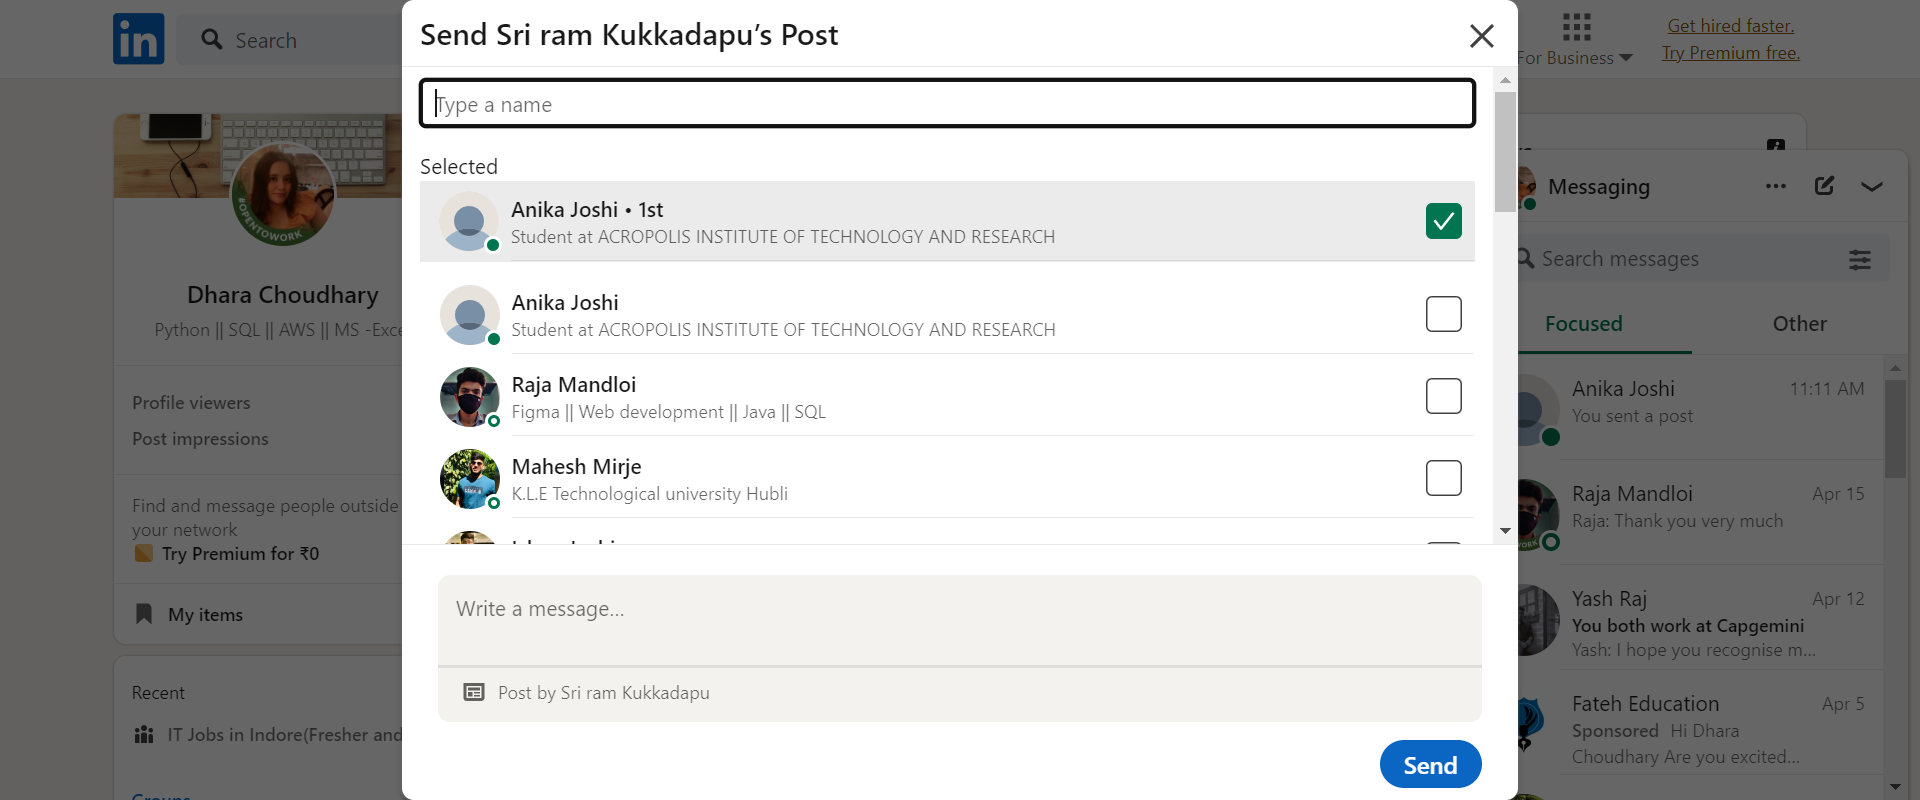 in
Search
For Business
Get hired faster.
Try Premium free.
Send Sri ram Kukkadapu's Post
Type a name
Selected
Anika Joshi • 1st
Student at ACROPOLIS INSTITUTE OF TECHNOLOGY AND RESEARCH
Anika Joshi
Student at ACROPOLIS INSTITUTE OF TECHNOLOGY AND RESEARCH
Raja Mandloi
Figma || Web development || Java || SQL
Mahesh Mirje
K.L.E Technological university Hubli
Write a message...
Post by Sri ram Kukkadapu
Send
#OPENTOWORK
Dhara Choudhary
Python || SQL || AWS || MS -Exce
Profile viewers
Post impressions
Find and message people outside
your network
Try Premium for ₹0
My items
Recent
IT Jobs in Indore(Fresher and
Groups
Messaging
Search messages
Focused
Other
Anika Joshi
11:11 AM
You sent a post
Raja Mandloi
Apr 15
Raja: Thank you very much
Yash Raj
Apr 12
You both work at Capgemini
Yash: I hope you recognise m...
Fateh Education
Apr 5
Sponsored Hi Dhara
Choudhary Are you excited...